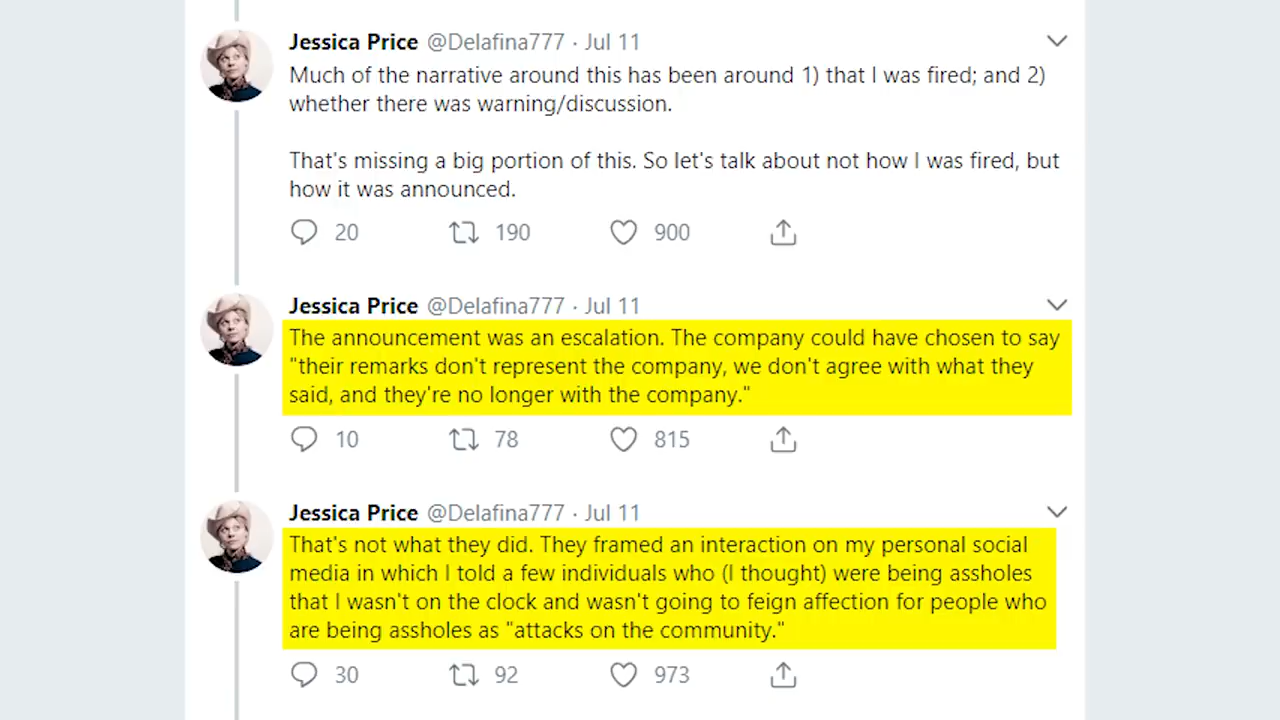 Jessica Price @Delafina777 · Jul 11
Much of the narrative around this has been around 1) that I was fired; and 2)
whether there was warning/discussion.
That's missing a big portion of this. So let's talk about not how I was fired, but
how it was announced.
20 190 900
Jessica Price @Delafina777 · Jul 11
The announcement was an escalation. The company could have chosen to say
"their remarks don't represent the company, we don't agree with what they
said, and they're no longer with the company."
10 78 815
Jessica Price @Delafina777 · Jul 11
That's not what they did. They framed an interaction on my personal social
media in which I told a few individuals who (I thought) were being assholes
that I wasn't on the clock and wasn't going to feign affection for people who
are being assholes as "attacks on the community."
30 92 973